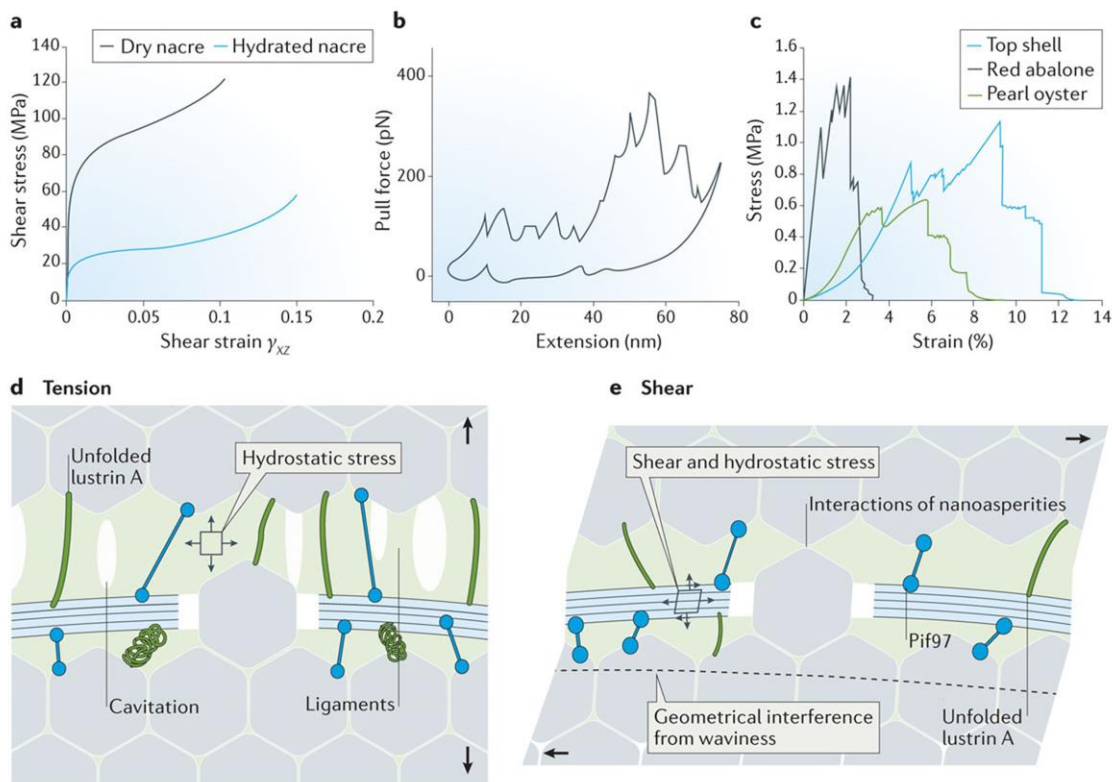 a
Dry nacre
Hydrated nacre
140
120
100
80
60
40
20
0
Shear stress (MPa)
0
0.05
0.1
0.15
0.2
Shear strain γXZ
b
400
200
0
Pull force (pN)
0
20
40
60
80
Extension (nm)
c
Top shell
Red abalone
Pearl oyster
1.6
1.4
1.2
1.0
0.8
0.6
0.4
0.2
0
Stress (MPa)
0
2
4
6
8
10
12
14
Strain (%)
d Tension
Unfolded
lustrin A
Hydrostatic stress
Cavitation
Ligaments
e Shear
Shear and hydrostatic stress
Interactions of nanoasperities
Pif97
Geometrical interference
from waviness
Unfolded
lustrin A
Nature Reviews | Materials